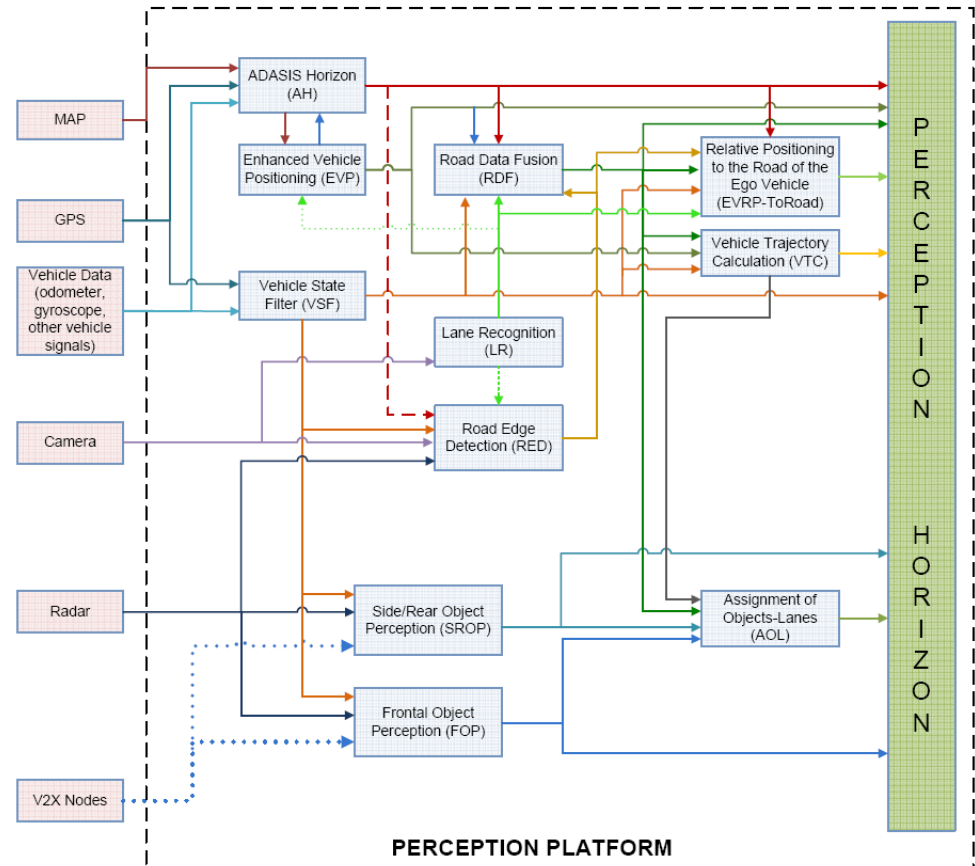 MAP
GPS
Vehicle Data
(odometer,
gyroscope,
other vehicle
signals)
Camera
Radar
V2X Nodes
ADASIS Horizon
(AH)
Enhanced Vehicle
Positioning (EVP)
Vehicle State
Filter (VSF)
Road Data Fusion
(RDF)
Lane Recognition
(LR)
Road Edge
Detection (RED)
Side/Rear Object
Perception (SROP)
Frontal Object
Perception (FOP)
Relative Positioning
to the Road of the
Ego Vehicle
(EVRP-ToRoad)
Vehicle Trajectory
Calculation (VTC)
Assignment of
Objects-Lanes
(AOL)
PERCEPTION
HORIZON
PERCEPTION PLATFORM